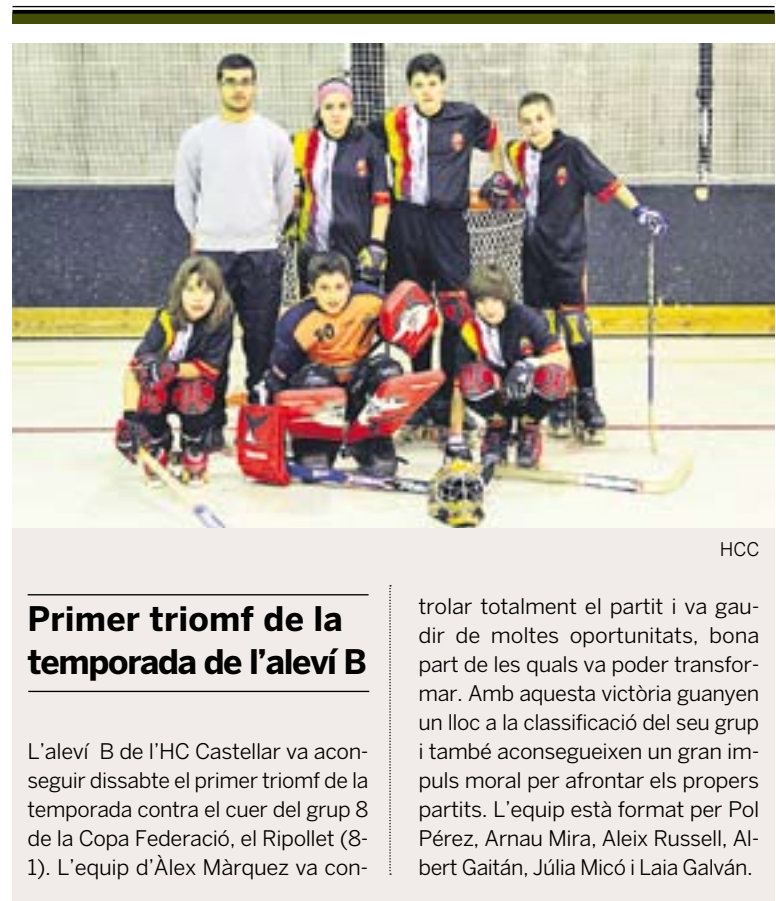 HCC
Primer triomf de la
temporada de l'aleví B
L'aleví B de l'HC Castellar va acon-
seguir dissabte el primer triomf de la
temporada contra el cuer del grup 8
de la Copa Federació, el Ripollet (8-
1). L'equip d'Àlex Màrquez va con-
trolar totalment el partit i va gau-
dir de moltes oportunitats, bona
part de les quals va poder transfor-
mar. Amb aquesta victòria guanyen
un lloc a la classificació del seu grup
i també aconsegueixen un gran im-
puls moral per afrontar els propers
partits. L'equip està format per Pol
Pérez, Arnau Mira, Aleix Russell, Al-
bert Gaitán, Júlia Micó i Laia Galván.